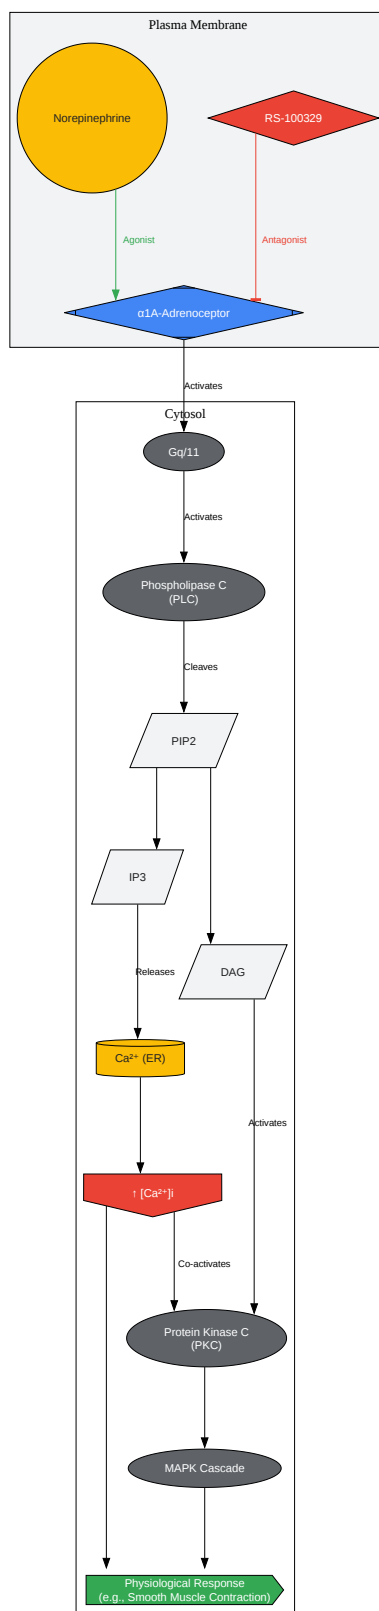 Plasma Membrane
Norepinephrine
RS-100329
Agonist
Antagonist
α1A-Adrenoceptor
Activates
Cytosol
Gq/11
Activates
Phospholipase C
(PLC)
Cleaves
PIP2
IP3
DAG
Releases
Ca²⁺ (ER)
Activates
↑ [Ca²⁺]i
Co-activates
Protein Kinase C
(PKC)
MAPK Cascade
Physiological Response
(e.g., Smooth Muscle Contraction)